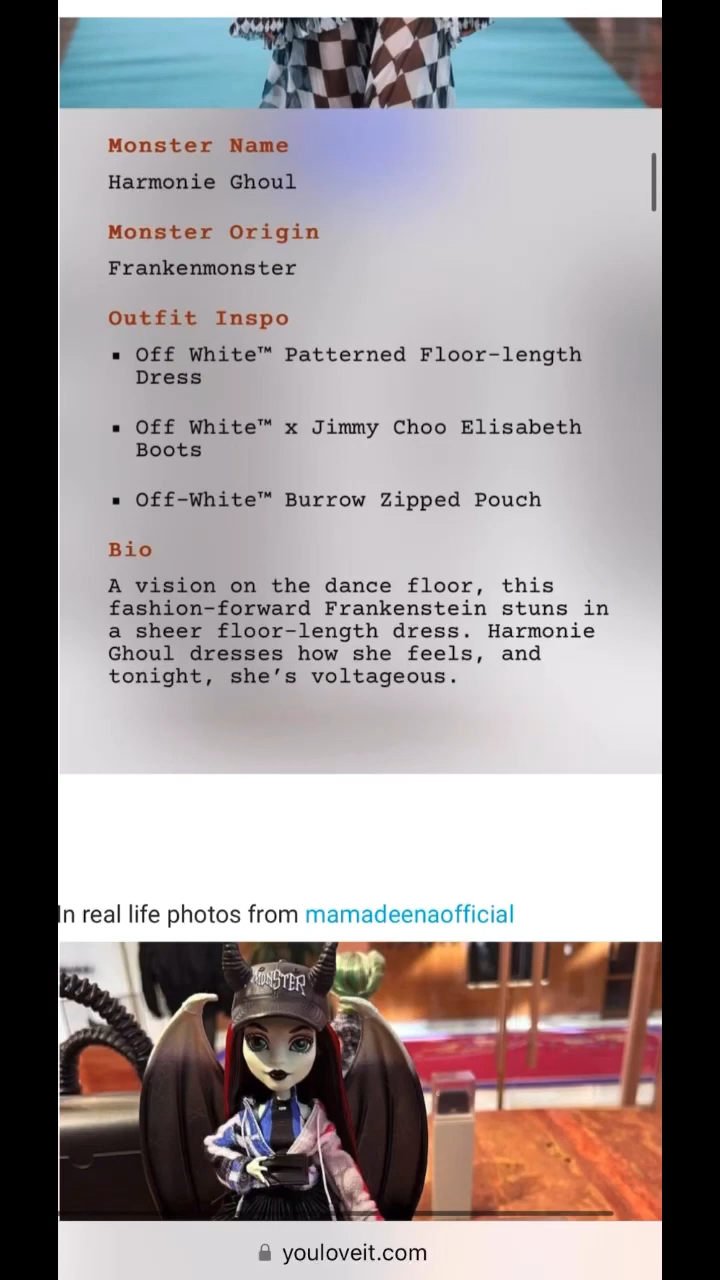 Monster Name
Harmonie Ghoul
Monster Origin
Frankenmonster
Outfit Inspo
▪ Off White™ Patterned Floor-length
Dress
▪ Off White™ x Jimmy Choo Elisabeth
Boots
▪ Off-White™ Burrow Zipped Pouch
Bio
A vision on the dance floor, this
fashion-forward Frankenstein stuns in
a sheer floor-length dress. Harmonie
Ghoul dresses how she feels, and
tonight, she's voltageous.
In real life photos from mamadeenaofficial
MONSTER
youloveit.com